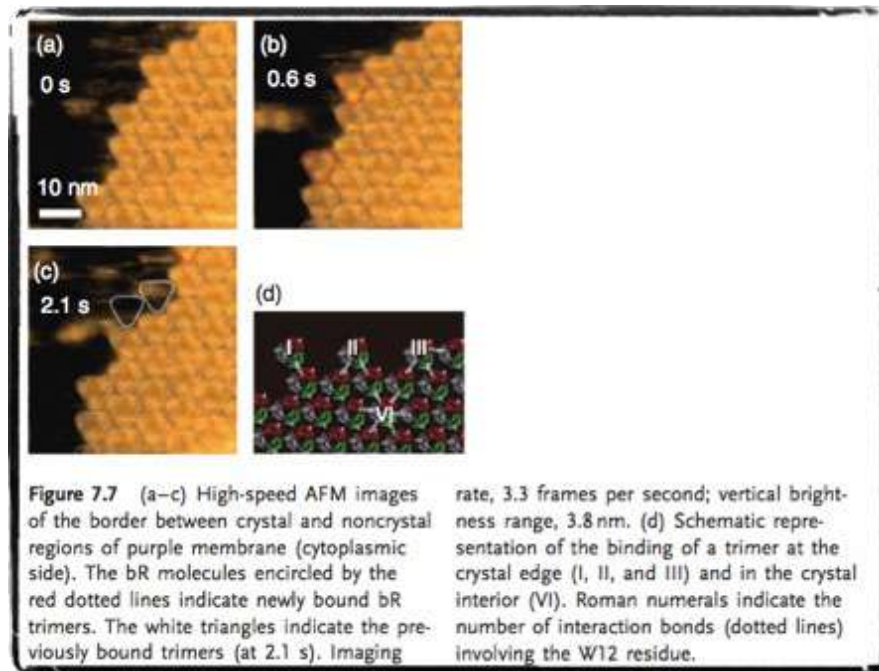 (a)
0 s
10 nm
(b)
0.6 s
(c)
2.1 s
(d)
I
II
III
VI
Figure 7.7 (a–c) High-speed AFM images
of the border between crystal and noncrystal
regions of purple membrane (cytoplasmic
side). The bR molecules encircled by the
red dotted lines indicate newly bound bR
trimers. The white triangles indicate the pre-
viously bound trimers (at 2.1 s). Imaging
rate, 3.3 frames per second; vertical bright-
ness range, 3.8 nm. (d) Schematic repre-
sentation of the binding of a trimer at the
crystal edge (I, II, and III) and in the crystal
interior (VI). Roman numerals indicate the
number of interaction bonds (dotted lines)
involving the W12 residue.